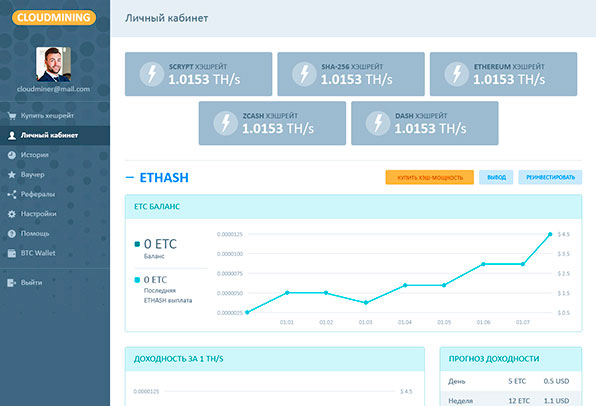 CLOUDMINING
Личный кабинет
cloudminer@mail.com
Купить хешрейт
Личный кабинет
История
Ваучер
Рефералы
Настройки
Помощь
BTC Wallet
Выйти
SCRYPT ХЭШРЕЙТ
1.0153 TH/s
SHA-256 ХЭШРЕЙТ
1.0153 TH/s
ETHEREUM ХЭШРЕЙТ
1.0153 TH/s
ZCASH ХЭШРЕЙТ
1.0153 TH/s
DASH ХЭШРЕЙТ
1.0153 TH/s
— ETHASH
КУПИТЬ ХЭШ-МОЩНОСТЬ
ВЫВОД
РЕИНВЕСТИРОВАТЬ
ETC БАЛАНС
0 ETC
Баланс
0 ETC
Последняя
ETHASH выплата
0.0000125
0.0000100
0.0000075
0.0000050
0.0000025
$ 4.5
$ 3.5
$ 2.5
$ 1.5
$ 0.5
01.01 01.02 01.03 01.04 01.05 01.06 01.07
ДОХОДНОСТЬ ЗА 1 TH/S
0.0000125
$ 4.5
ПРОГНОЗ ДОХОДНОСТИ
День 5 ETC 0.5 USD
Неделя 12 ETC 1.1 USD